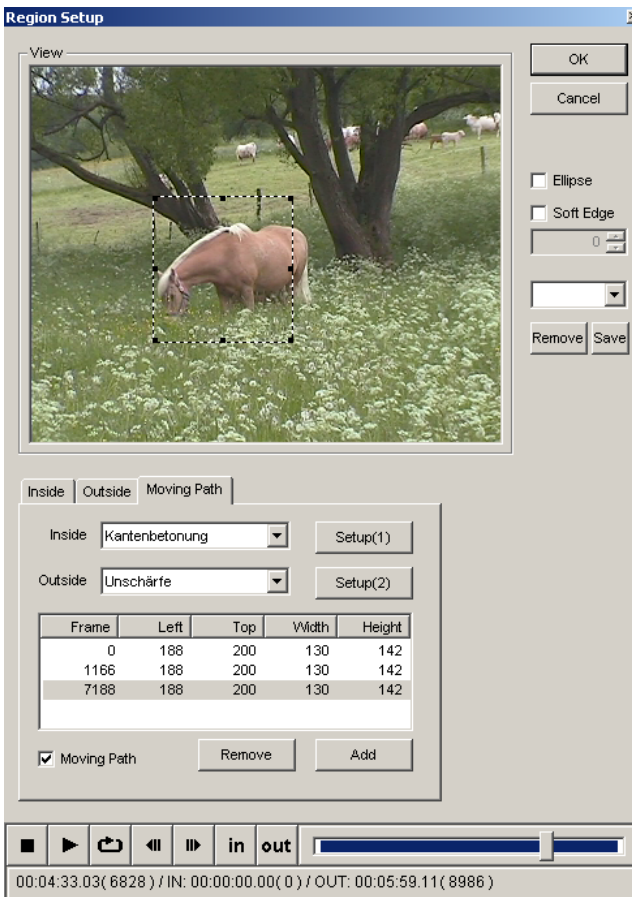 Region Setup
View
OK
Cancel
Ellipse
Soft Edge
0
Remove Save
Inside Outside Moving Path
Inside Kantenbetonung Setup(1)
Outside Unschärfe Setup(2)
Frame Left Top Width Height
0 188 200 130 142
1166 188 200 130 142
7188 188 200 130 142
Moving Path Remove Add
in out
00:04:33.03( 6828 ) / IN: 00:00:00.00( 0 ) / OUT: 00:05:59.11( 8986 )